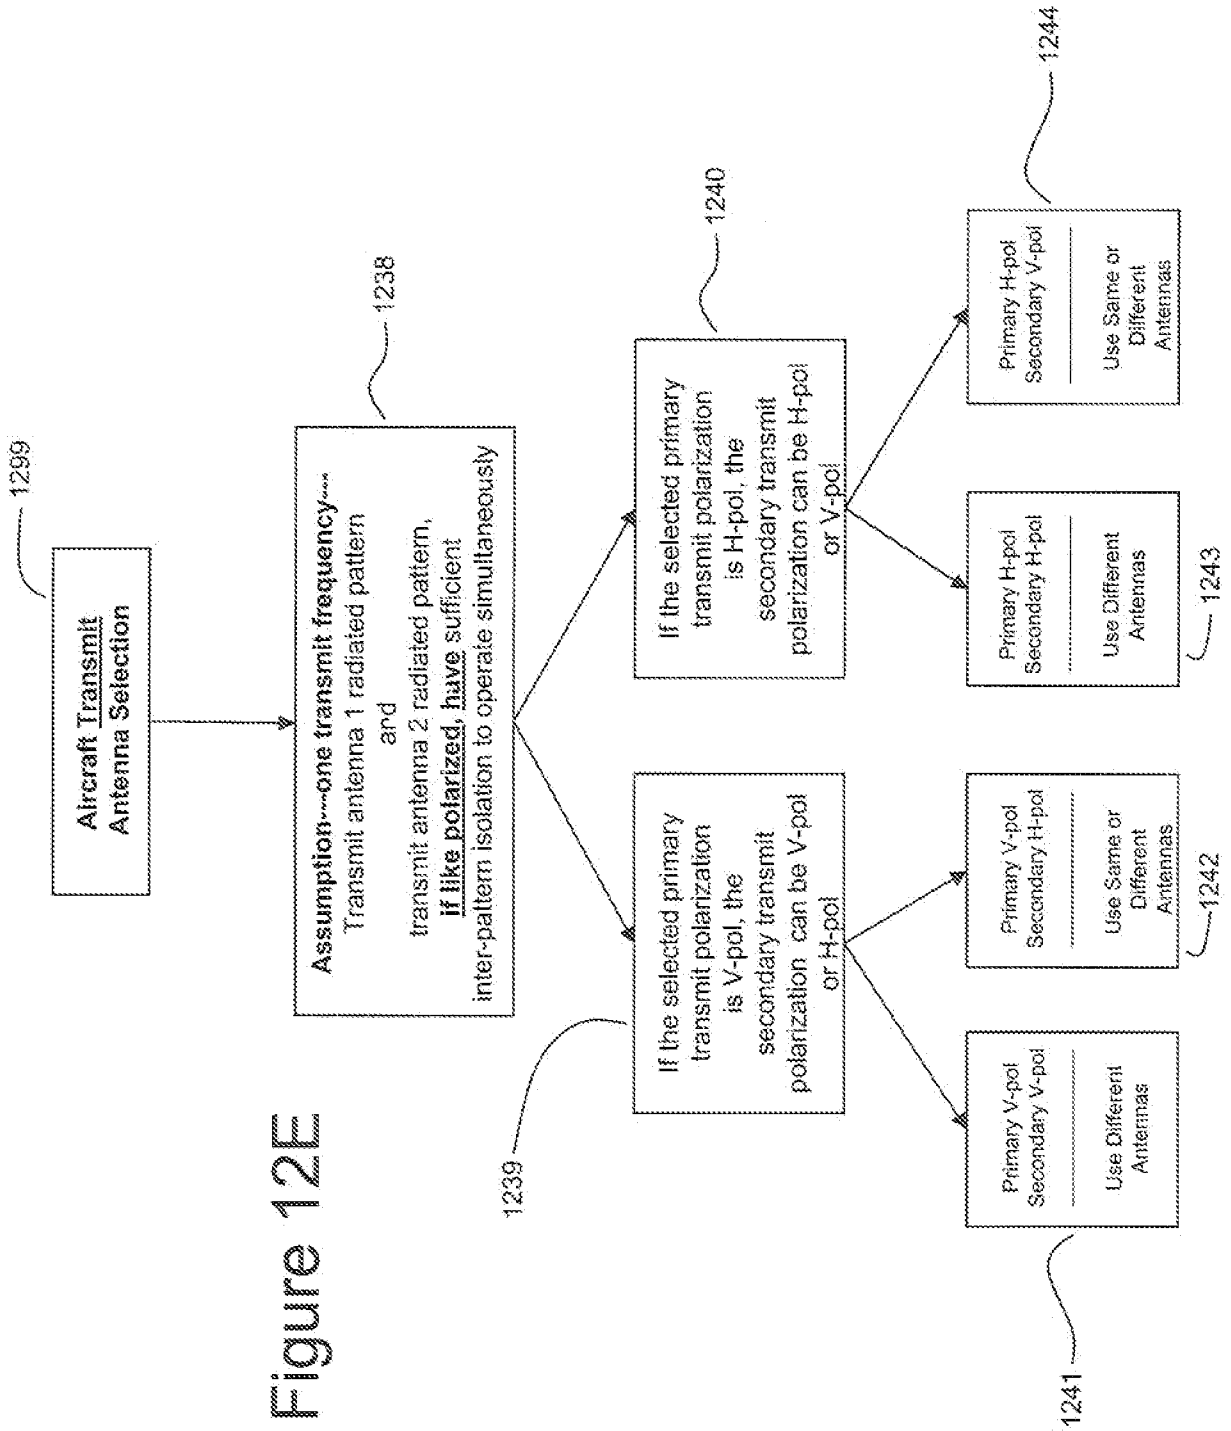 Figure 12E
1299
Aircraft Transmit
Antenna Selection
1238
Assumption---one transmit frequency---
Transmit antenna 1 radiated pattern
and
transmit antenna 2 radiated pattern,
if like polarized, have sufficient
inter-pattern isolation to operate simultaneously
1239
If the selected primary
transmit polarization
is V-pol, the
secondary transmit
polarization can be V-pol
or H-pol
1240
If the selected primary
transmit polarization
is H-pol, the
secondary transmit
polarization can be H-pol
or V-pol
1241
Primary V-pol
Secondary V-pol
Use Different
Antennas
1242
Primary V-pol
Secondary H-pol
Use Same or
Different
Antennas
1243
Primary H-pol
Secondary H-pol
Use Different
Antennas
1244
Primary H-pol
Secondary V-pol
Use Same or
Different
Antennas